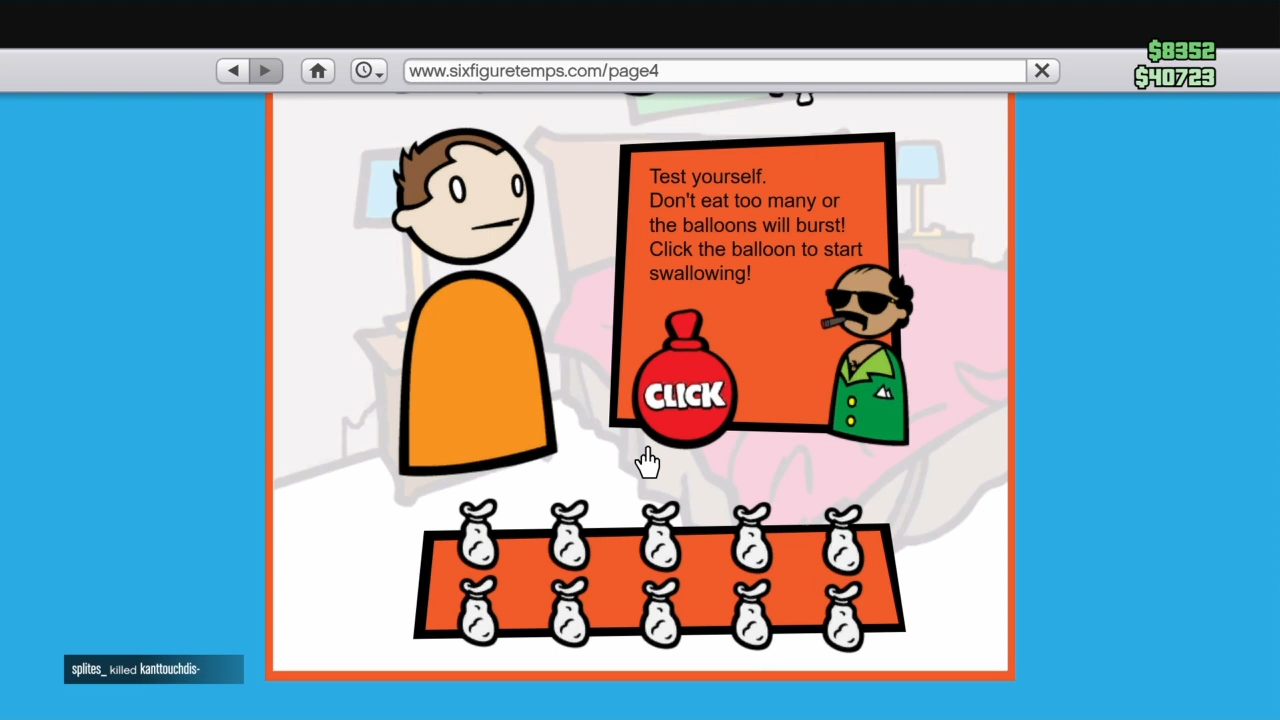 $8352
www.sixfiguretemps.com/page4
$40723
Test yourself.
Don't eat too many or
the balloons will burst!
Click the balloon to start
swallowing!
CLICK
splites_ killed kanttouchdis-